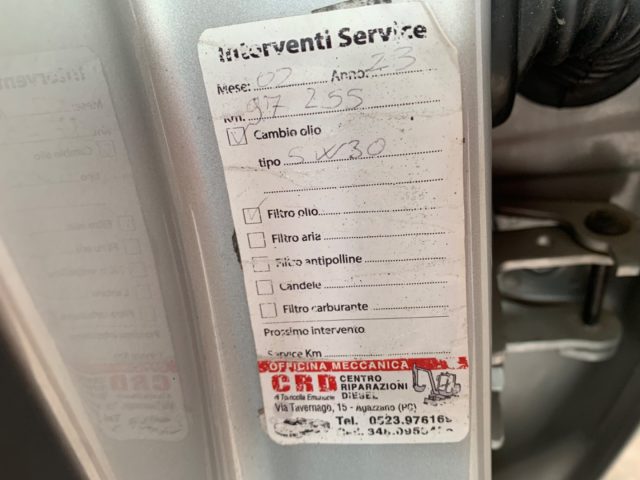 Interventi Service
Mese: 02 Anno: 23
Km. 97 255
Cambio olio
tipo 5W30
Filtro olio
Filtro aria
Filtro antipolline
Candele
Filtro carburante
Prossimo intervento
Service Km
OFFICINA MECCANICA
CRD CENTRO RIPARAZIONI DIESEL
di Emanuele
Via Tavernago, 15 - Agazzano (PC)
Tel. 0523.976169